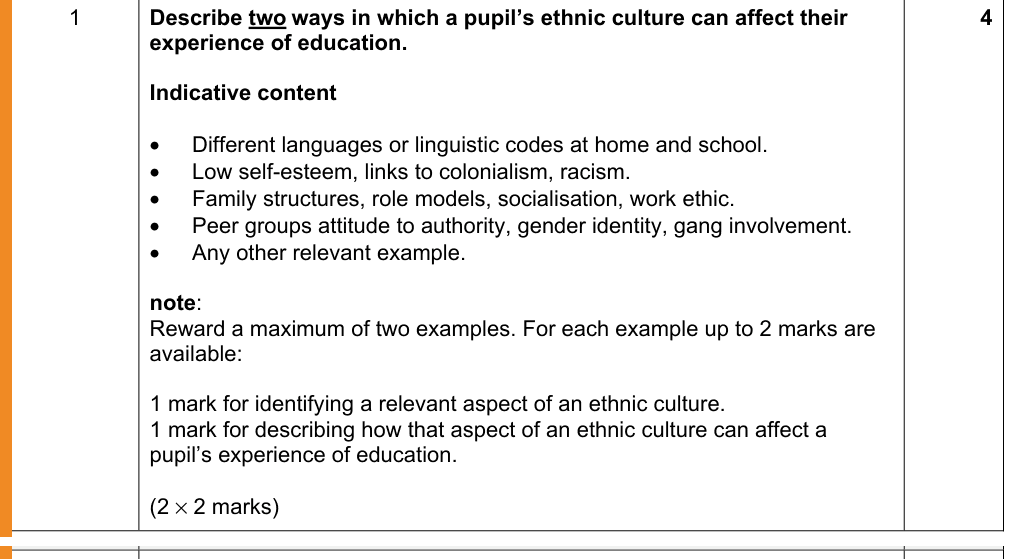 1 Describe two ways in which a pupil’s ethnic culture can affect their 4
experience of education.
Indicative content
• Different languages or linguistic codes at home and school.
• Low self-esteem, links to colonialism, racism.
• Family structures, role models, socialisation, work ethic.
• Peer groups attitude to authority, gender identity, gang involvement.
• Any other relevant example.
note:
Reward a maximum of two examples. For each example up to 2 marks are
available:
1 mark for identifying a relevant aspect of an ethnic culture.
1 mark for describing how that aspect of an ethnic culture can affect a
pupil’s experience of education.
(2 × 2 marks)